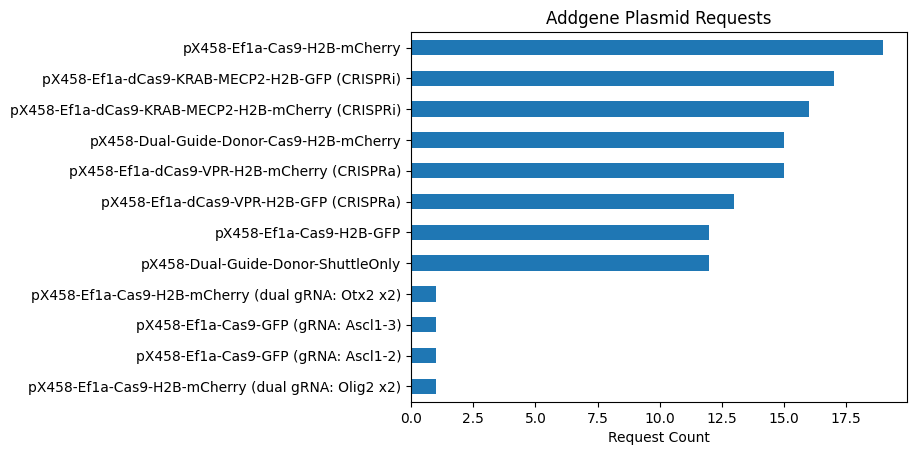 Addgene Plasmid Requests
pX458-Ef1a-Cas9-H2B-mCherry
pX458-Ef1a-dCas9-KRAB-MECP2-H2B-GFP (CRISPRi)
pX458-Ef1a-dCas9-KRAB-MECP2-H2B-mCherry (CRISPRi)
pX458-Dual-Guide-Donor-Cas9-H2B-mCherry
pX458-Ef1a-dCas9-VPR-H2B-mCherry (CRISPRa)
pX458-Ef1a-dCas9-VPR-H2B-GFP (CRISPRa)
pX458-Ef1a-Cas9-H2B-GFP
pX458-Dual-Guide-Donor-ShuttleOnly
pX458-Ef1a-Cas9-H2B-mCherry (dual gRNA: Otx2 x2)
pX458-Ef1a-Cas9-GFP (gRNA: Ascl1-3)
pX458-Ef1a-Cas9-GFP (gRNA: Ascl1-2)
pX458-Ef1a-Cas9-H2B-mCherry (dual gRNA: Olig2 x2)
0.0 2.5 5.0 7.5 10.0 12.5 15.0 17.5
Request Count